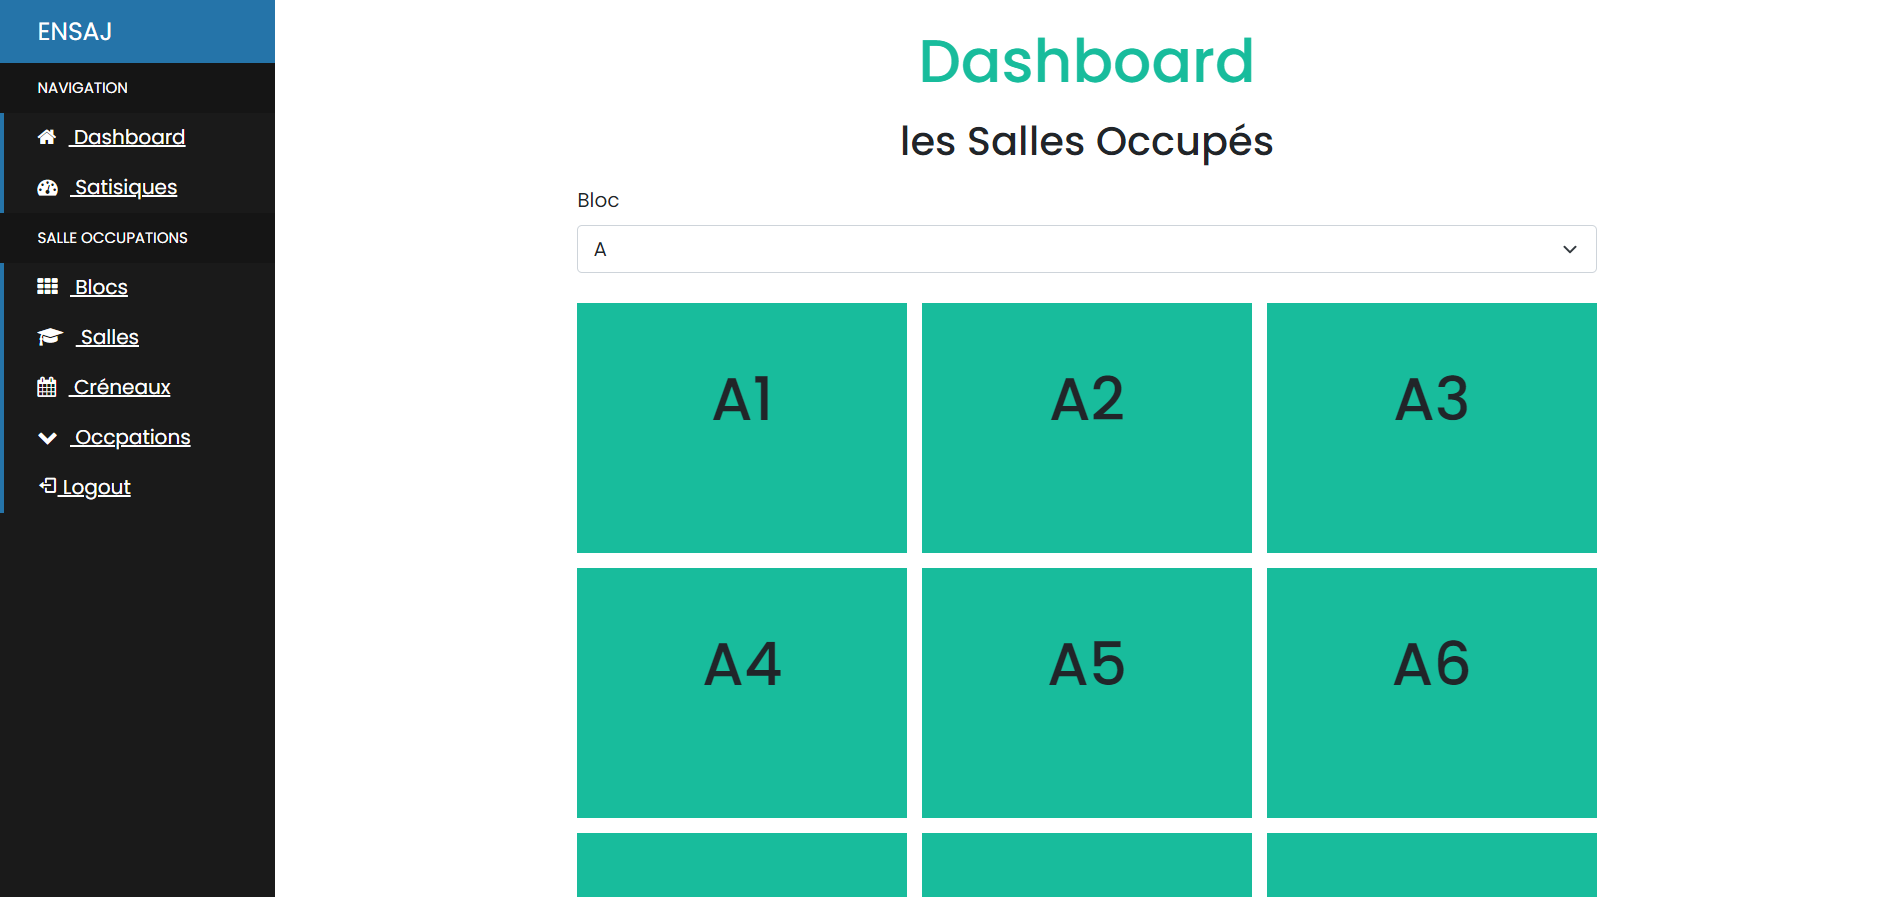 ENSAJ
NAVIGATION
Dashboard
Satisiques
SALLE OCCUPATIONS
Blocs
Salles
Créneaux
Occpations
Logout
Dashboard
les Salles Occupés
Bloc
A
A1
A2
A3
A4
A5
A6